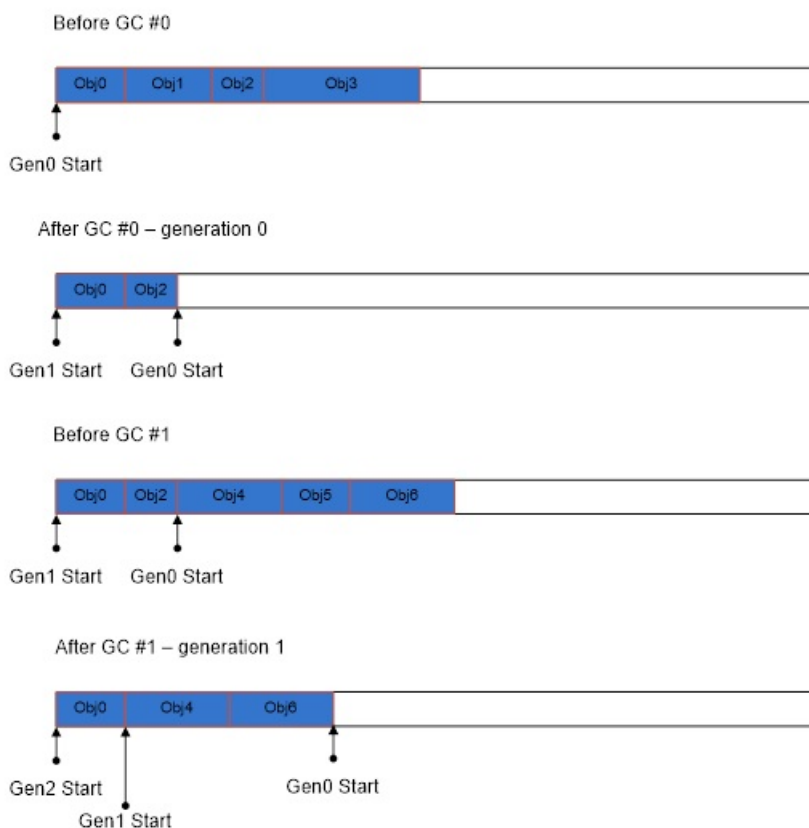 Before GC #0
Obj0 Obj1 Obj2 Obj3
Gen0 Start
After GC #0 – generation 0
Obj0 Obj2
Gen1 Start Gen0 Start
Before GC #1
Obj0 Obj2 Obj4 Obj5 Obj6
Gen1 Start Gen0 Start
After GC #1 – generation 1
Obj0 Obj4 Obj6
Gen2 Start Gen0 Start
Gen1 Start